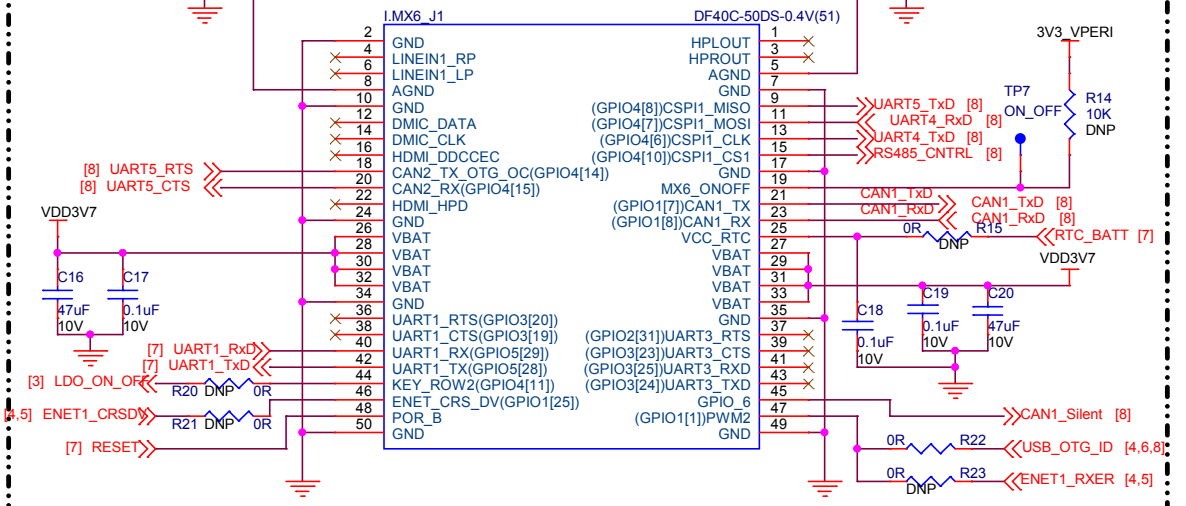 I.MX6_J1 DF40C-50DS-0.4V(51)
2 GND HPLOUT 1
4 LINEIN1_RP HPROUT 3
6 LINEIN1_LP AGND 5
8 AGND GND 7
10 GND (GPIO4[8])CSPI1_MISO 9 UART5_TxD [8]
12 DMIC_DATA (GPIO4[7])CSPI1_MOSI 11 UART4_RxD [8]
14 DMIC_CLK (GPIO4[6])CSPI1_CLK 13 UART4_TxD [8]
16 HDMI_DDCCEC (GPIO4[10])CSPI1_CS1 15 RS485_CNTRL [8]
[8] UART5_RTS 18 CAN2_TX_OTG_OC(GPIO4[14]) GND 17
[8] UART5_CTS 20 CAN2_RX(GPIO4[15]) MX6_ONOFF 19
22 HDMI_HPD (GPIO1[7])CAN1_TX 21 CAN1_TxD CAN1_TxD [8]
24 GND (GPIO1[8])CAN1_RX 23 CAN1_RxD CAN1_RxD [8]
26 VBAT VCC_RTC 25 0R DNP R15 RTC_BATT [7]
28 VBAT VBAT 27
30 VBAT VBAT 29
32 VBAT VBAT 31
34 GND VBAT 33
36 UART1_RTS(GPIO3[20]) GND 35
38 UART1_CTS(GPIO3[19]) (GPIO2[31])UART3_RTS 37
[7] UART1_RxD 40 UART1_RX(GPIO5[29]) (GPIO3[23])UART3_CTS 39
[7] UART1_TxD 42 UART1_TX(GPIO5[28]) (GPIO3[25])UART3_RXD 41
[3] LDO_ON_OFF R20 DNP 0R 44 KEY_ROW2(GPIO4[11]) (GPIO3[24])UART3_TXD 43
[4,5] ENET1_CRSDV R21 DNP 0R 46 ENET_CRS_DV(GPIO1[25]) GPIO_6 45 CAN1_Silent [8]
[7] RESET 48 POR_B (GPIO1[1])PWM2 47
50 GND GND 49
0R R22 USB_OTG_ID [4,6,8]
0R DNP R23 ENET1_RXER [4,5]
3V3_VPERI
TP7
ON_OFF
R14
10K
DNP
VDD3V7
C16
47uF
10V
C17
0.1uF
10V
VDD3V7
C18
0.1uF
10V
C19
0.1uF
10V
C20
47uF
10V